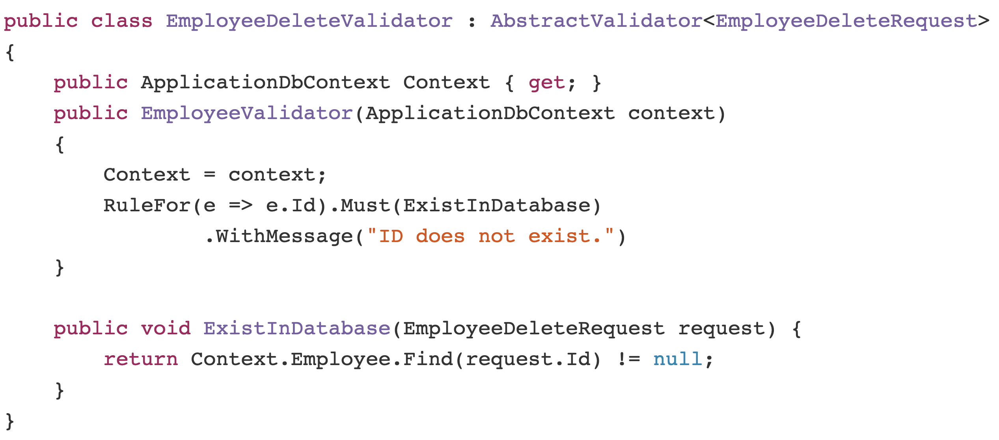 public class EmployeeDeleteValidator : AbstractValidator<EmployeeDeleteRequest>
{
    public ApplicationDbContext Context { get; }
    public EmployeeValidator(ApplicationDbContext context)
    {
        Context = context;
        RuleFor(e => e.Id).Must(ExistInDatabase)
                .WithMessage("ID does not exist.")
    }

    public void ExistInDatabase(EmployeeDeleteRequest request) {
        return Context.Employee.Find(request.Id) != null;
    }
}